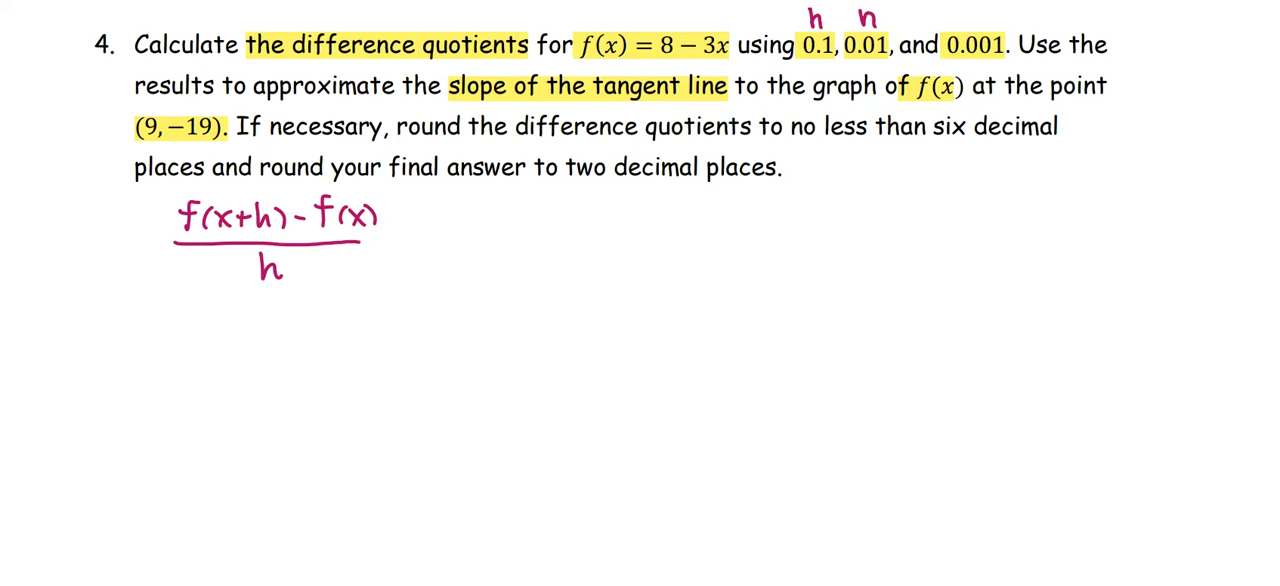 h h
4. Calculate the difference quotients for f(x) = 8 − 3x using 0.1, 0.01, and 0.001. Use the
results to approximate the slope of the tangent line to the graph of f(x) at the point
(9, −19). If necessary, round the difference quotients to no less than six decimal
places and round your final answer to two decimal places.
f(x+h) - f(x)
h